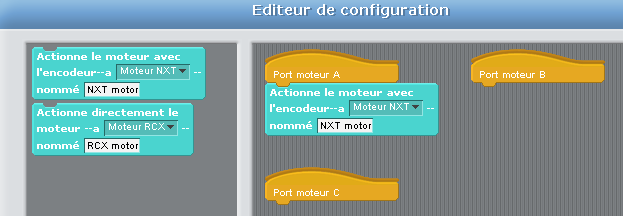 Editeur de configuration
Actionne le moteur avec
l'encodeur--a Moteur NXT --
nommé NXT motor
Actionne directement le
moteur --a Moteur RCX --
nommé RCX motor
Port moteur A
Actionne le moteur avec
l'encodeur--a Moteur NXT --
nommé NXT motor
Port moteur B
Port moteur C